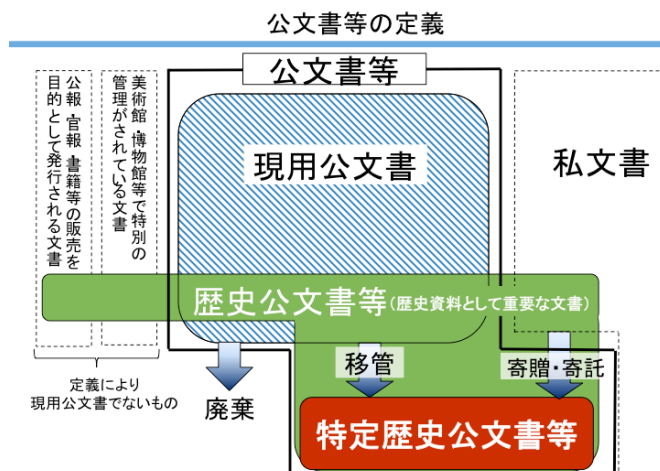 公文書等の定義
公文書等
公報・官報・書籍等の販売を
目的として発行される文書
美術館・博物館等で特別の
管理がされている文書
現用公文書
私文書
歴史公文書等(歴史資料として重要な文書)
定義により
現用公文書でないもの
廃棄
移管
寄贈・寄託
特定歴史公文書等